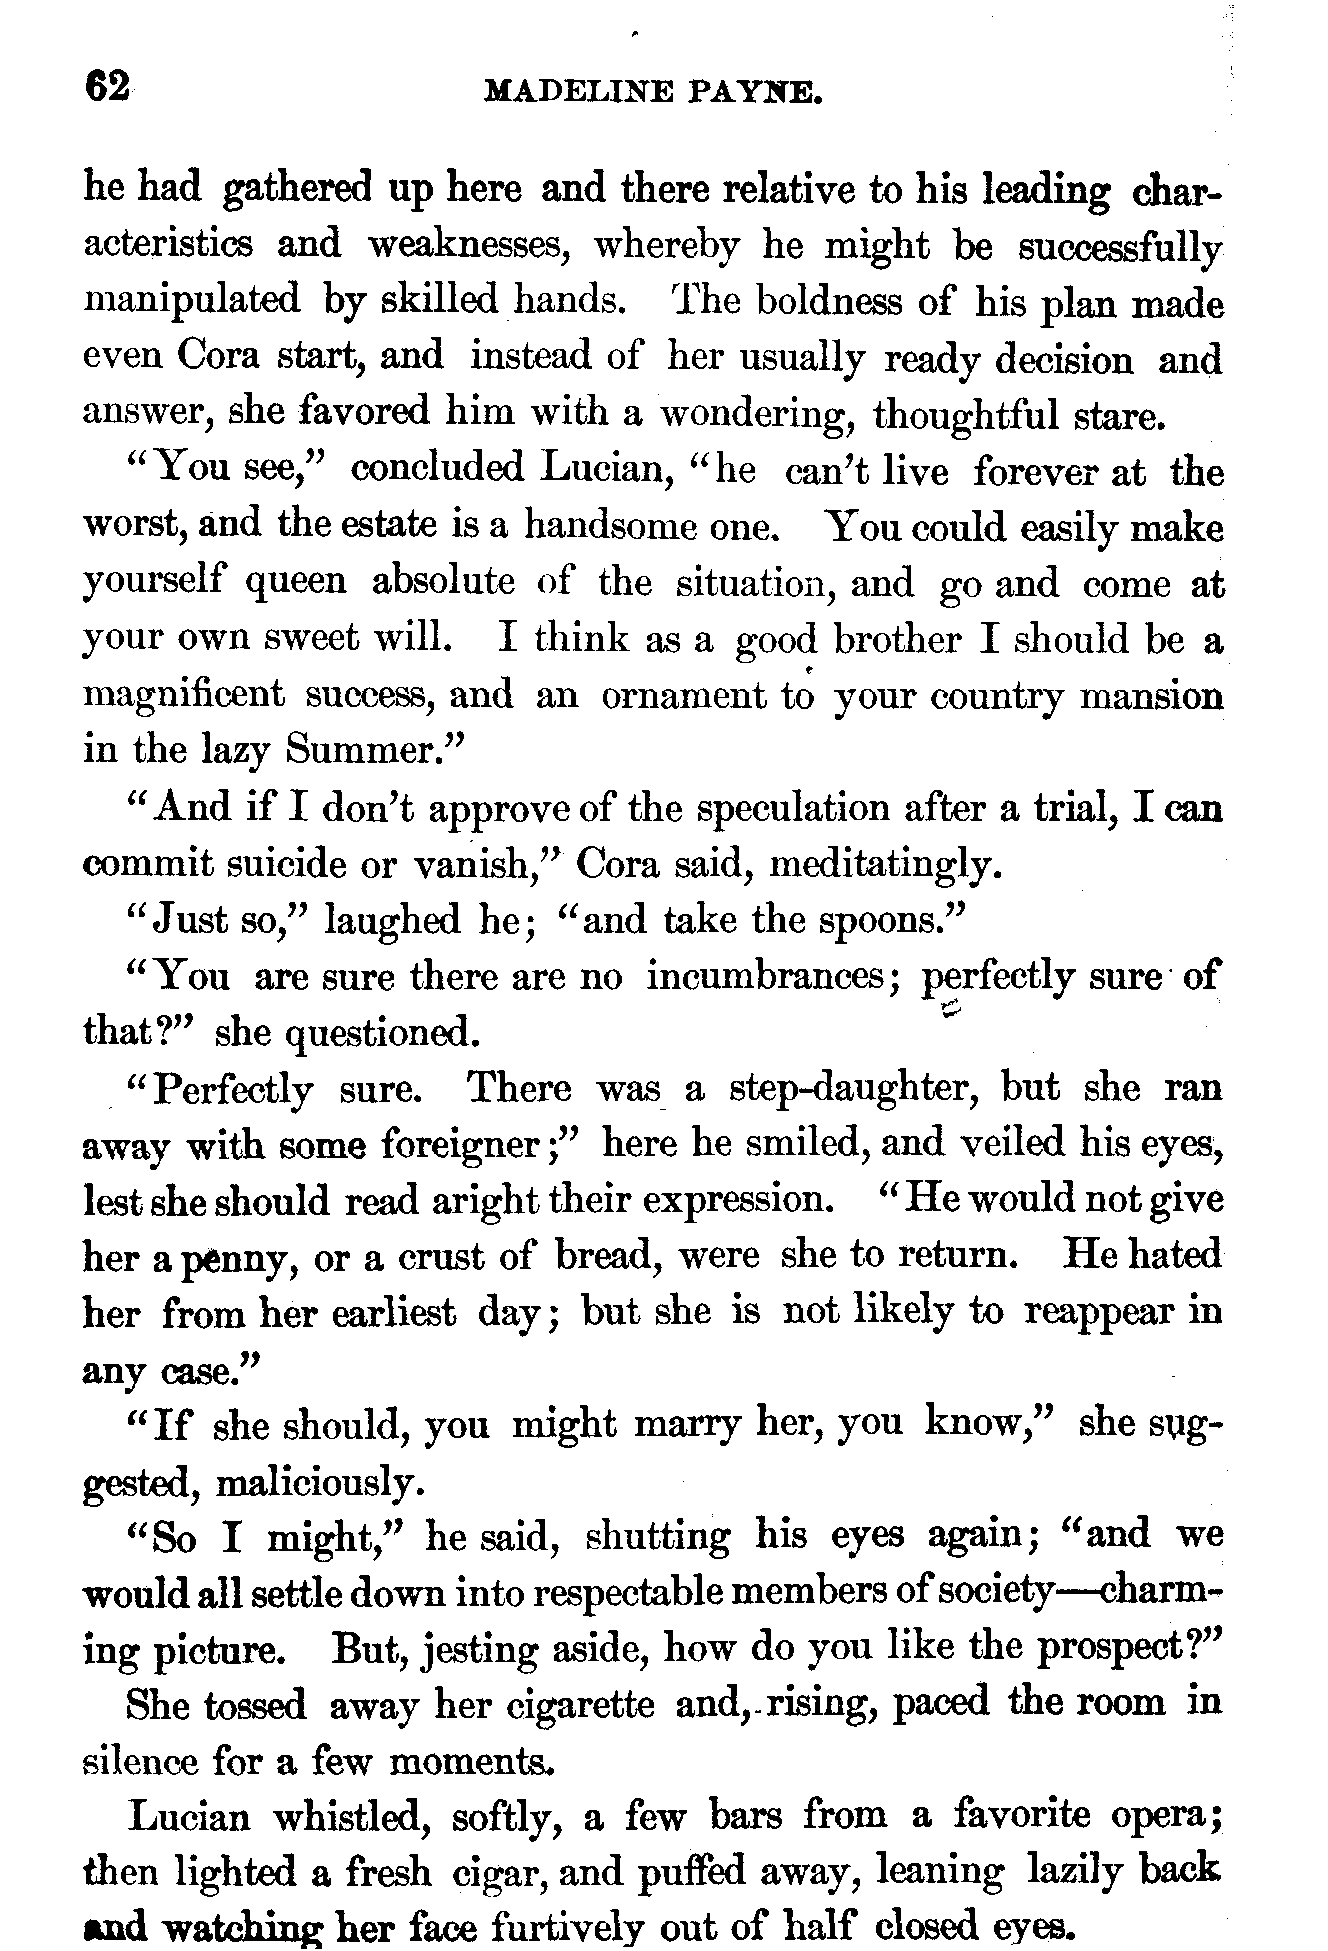 62 MADELINE PAYNE.
he had gathered up here and there relative to his leading char-
acteristics and weaknesses, whereby he might be successfully
manipulated by skilled hands. The boldness of his plan made
even Cora start, and instead of her usually ready decision and
answer, she favored him with a wondering, thoughtful stare.
“You see,” concluded Lucian, “he can’t live forever at the
worst, and the estate is a handsome one. You could easily make
yourself queen absolute of the situation, and go and come at
your own sweet will. I think as a good brother I should be a
magnificent success, and an ornament to your country mansion
in the lazy Summer.”
“And if I don’t approve of the speculation after a trial, I can
commit suicide or vanish,” Cora said, meditatingly.
“Just so,” laughed he; “and take the spoons.”
“You are sure there are no incumbrances; perfectly sure of
that?” she questioned.
“Perfectly sure. There was a step-daughter, but she ran
away with some foreigner;” here he smiled, and veiled his eyes,
lest she should read aright their expression. “He would not give
her a penny, or a crust of bread, were she to return. He hated
her from her earliest day; but she is not likely to reappear in
any case.”
“If she should, you might marry her, you know,” she sug-
gested, maliciously.
“So I might,” he said, shutting his eyes again; “and we
would all settle down into respectable members of society—charm-
ing picture. But, jesting aside, how do you like the prospect?”
She tossed away her cigarette and, rising, paced the room in
silence for a few moments.
Lucian whistled, softly, a few bars from a favorite opera;
then lighted a fresh cigar, and puffed away, leaning lazily back
and watching her face furtively out of half closed eyes.